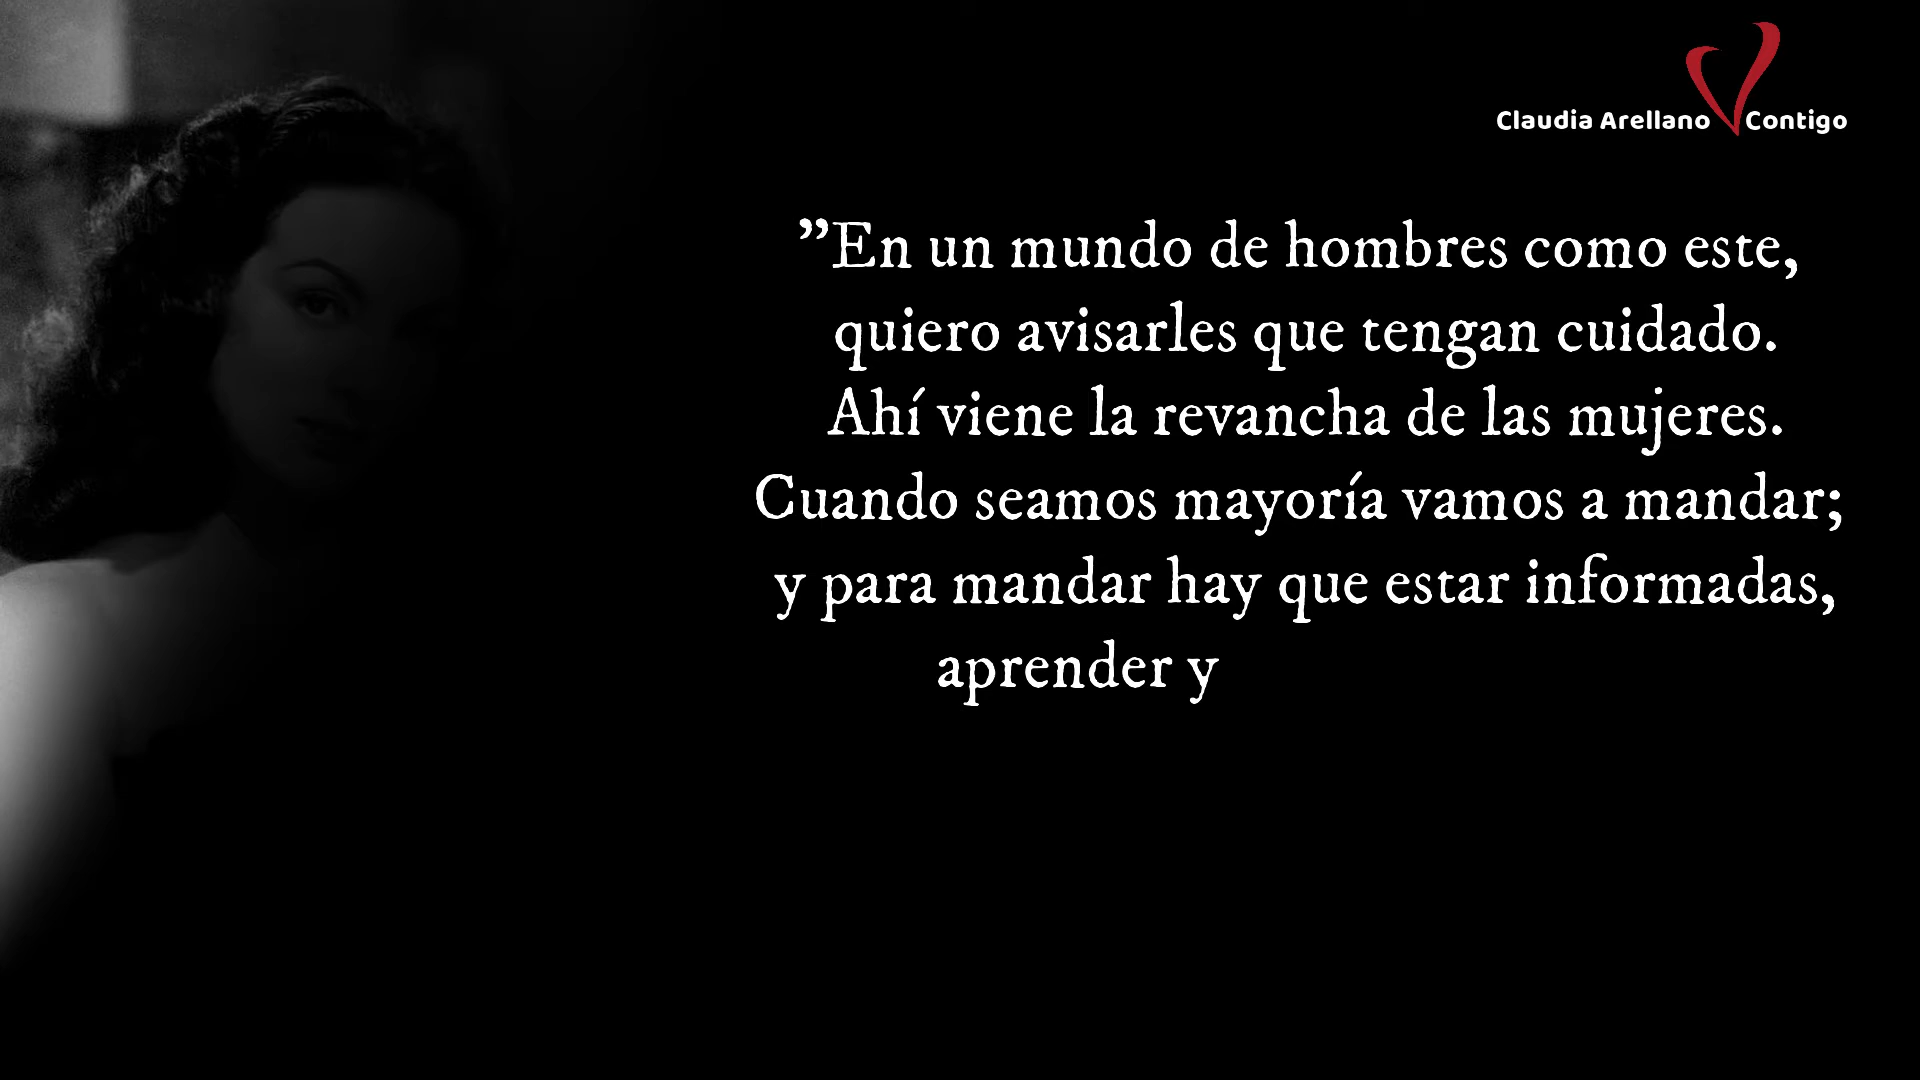 Claudia Arellano Contigo
”En un mundo de hombres como este,
quiero avisarles que tengan cuidado.
Ahí viene la revancha de las mujeres.
Cuando seamos mayoría vamos a mandar;
y para mandar hay que estar informadas,
aprender y